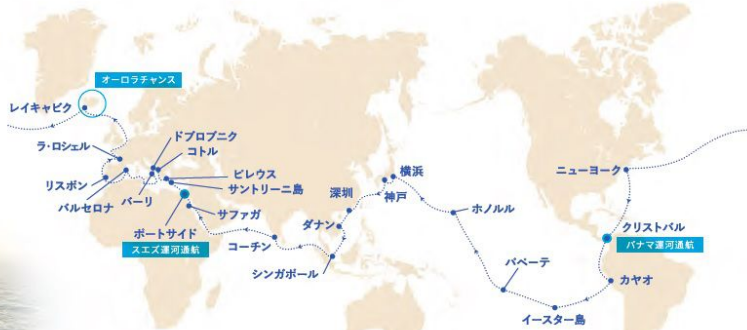 オーロラチャンス
レイキャビク
ラ・ロシェル
リスボン
バルセロナ
バーリ
ドブロブニク
コトル
ピレウス
サントリーニ島
サファガ
ポートサイド
スエズ運河通航
コーチン
シンガポール
ダナン
深圳
神戸
横浜
ホノルル
パペーテ
イースター島
カヤオ
クリストバル
パナマ運河通航
ニューヨーク